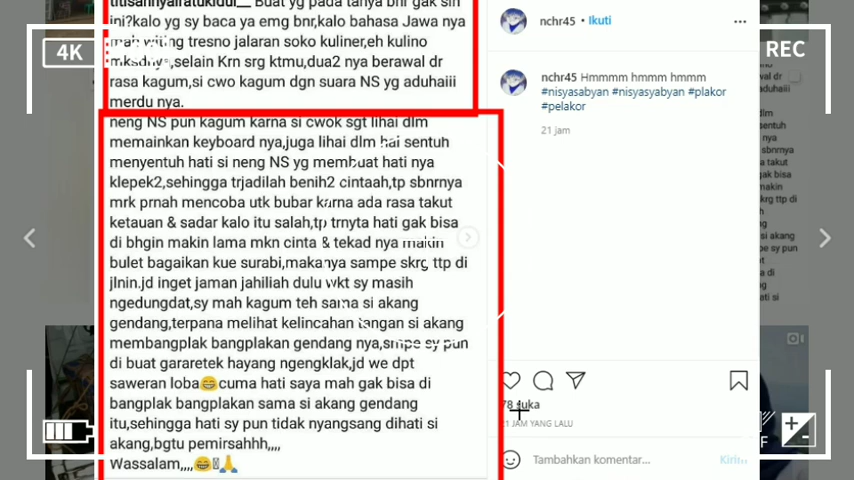 titisannyairatukidul__ Buat yg pada tanya bnr gak sih
ini?kalo yg sy baca ya emg bnr,kalo bahasa Jawa nya
mah witing tresno jalaran soko kuliner,eh kulino
mksdnya,selain Krn srg ktmu,dua2 nya berawal dr
rasa kagum,si cwo kagum dgn suara NS yg aduhaiii
merdu nya.
neng NS pun kagum karna si cwok sgt lihai dlm
memainkan keyboard nya,juga lihai dlm hal sentuh
menyentuh hati si neng NS yg membuat hati nya
klepek2,sehingga trjadilah benih2 cintaah,tp sbnrnya
mrk prnah mencoba utk bubar karna ada rasa takut
ketauan & sadar kalo itu salah,tp trnyta hati gak bisa
di bhgin makin lama mkn cinta & tekad nya makin
bulet bagaikan kue surabi,makanya sampe skrg ttp di
jlnin.jd inget jaman jahiliah dulu wkt sy masih
ngedungdat,sy mah kagum teh sama si akang
gendang,terpana melihat kelincahan tangan si akang
membangplak bangplakan gendang nya,smpe sy pun
di buat gararetek hayang ngengklak,jd we dpt
saweran loba😂cuma hati saya mah gak bisa di
bangplak bangplakan sama si akang gendang
itu,sehingga hati sy pun tidak nyangsang dihati si
akang,bgtu pemirsahhh,,,,
Wassalam,,,,😂🙏
nchr45 • Ikuti
nchr45 Hmmmm hmmm hmmm
#nisyasabyan #nisyasyabyan #plakor
#pelakor
21 jam
78 suka
21 JAM YANG LALU
Tambahkan komentar...
Kirim
4K
REC